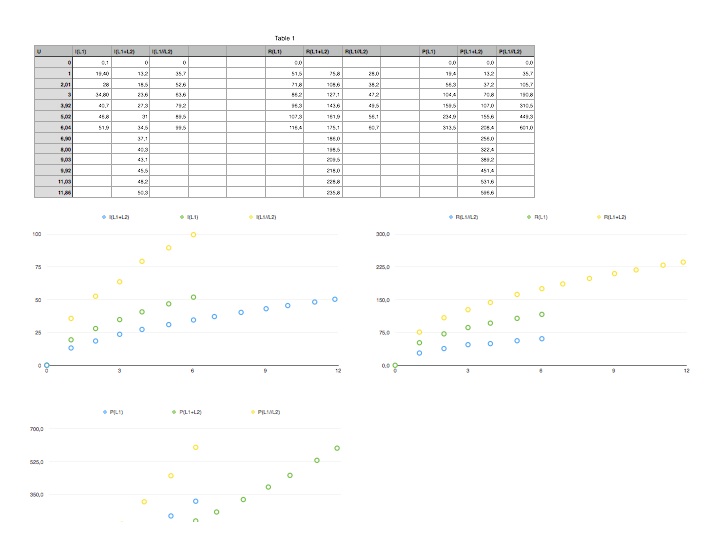 Table 1
U I(L1) I(L1+L2) I(L1//L2) R(L1) R(L1+L2) R(L1//L2) P(L1) P(L1+L2) P(L1//L2)
0 0,1 0 0 0,0 0,0 0,0 0,0
1 19,40 13,2 35,7 51,5 75,8 28,0 19,4 13,2 35,7
2,01 28 18,5 52,6 71,8 108,6 38,2 56,3 37,2 105,7
3 34,80 23,6 63,6 86,2 127,1 47,2 104,4 70,8 190,8
3,92 40,7 27,3 79,2 96,3 143,6 49,5 159,5 107,0 310,5
5,02 46,8 31 89,5 107,3 161,9 56,1 234,9 155,6 449,3
6,04 51,9 34,5 99,5 116,4 175,1 60,7 313,5 208,4 601,0
6,90 37,1 186,0 256,0
8,00 40,3 198,5 322,4
9,03 43,1 209,5 389,2
9,92 45,5 218,0 451,4
11,03 48,2 228,8 531,6
11,86 50,3 235,8 596,6
I(L1+L2) I(L1) I(L1//L2)
100
75
50
25
0
0 3 6 9 12
R(L1//L2) R(L1) R(L1+L2)
300,0
225,0
150,0
75,0
0,0
0 3 6 9 12
P(L1) P(L1+L2) P(L1//L2)
700,0
525,0
350,0